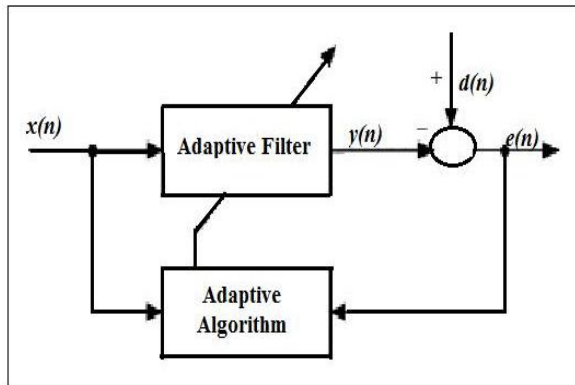 +
d(n)
x(n)
Adaptive Filter
y(n)
−
e(n)
Adaptive
Algorithm